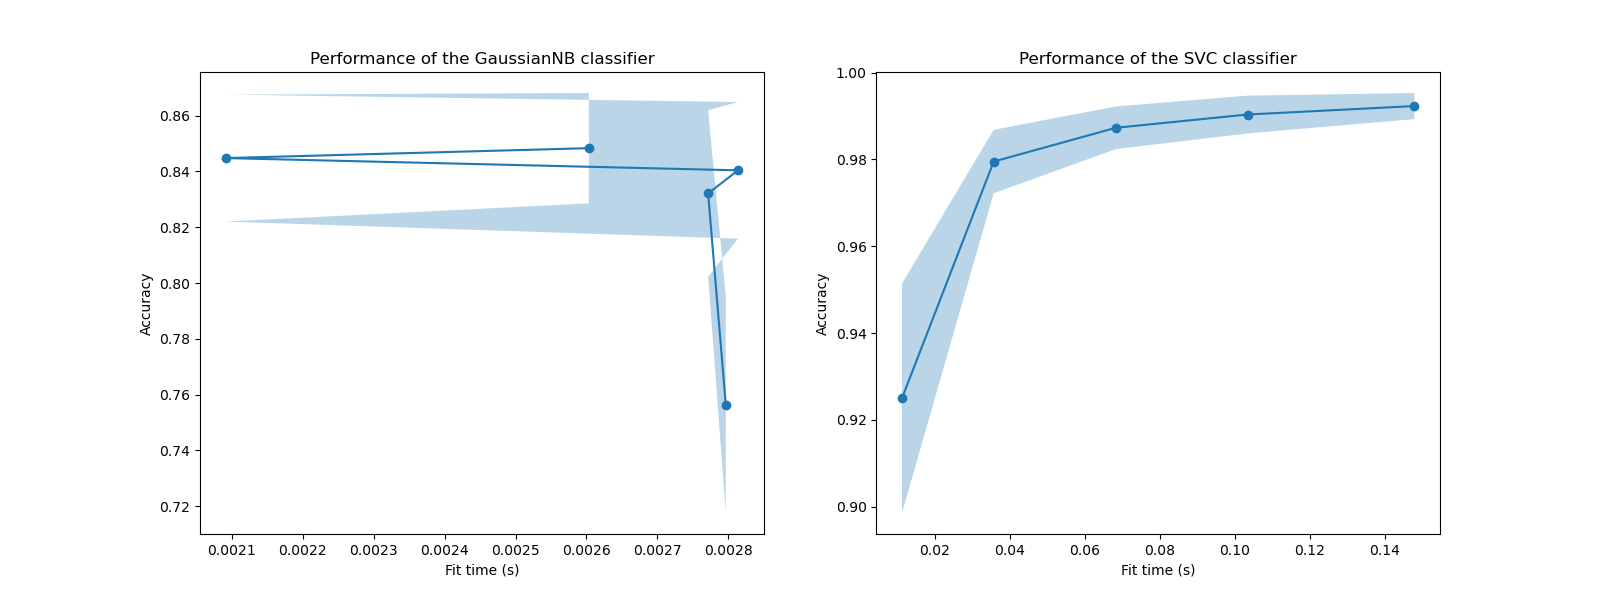 Performance of the GaussianNB classifier
Accuracy
0.86
0.84
0.82
0.80
0.78
0.76
0.74
0.72
0.0021 0.0022 0.0023 0.0024 0.0025 0.0026 0.0027 0.0028
Fit time (s)
Performance of the SVC classifier
Accuracy
1.00
0.98
0.96
0.94
0.92
0.90
0.02 0.04 0.06 0.08 0.10 0.12 0.14
Fit time (s)